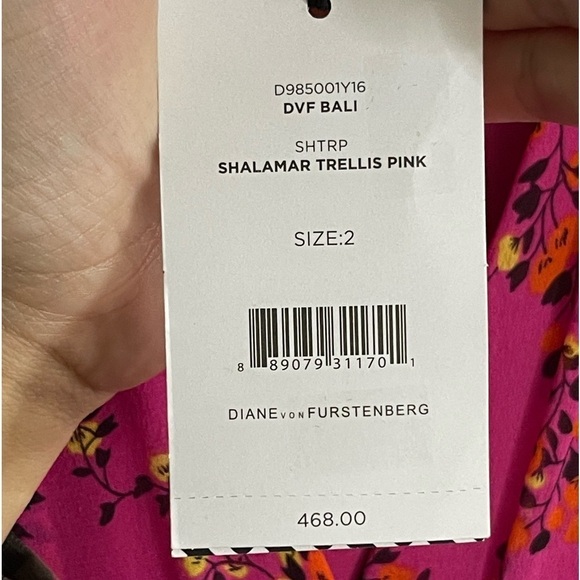 D985001Y16
DVF BALI
SHTRP
SHALAMAR TRELLIS PINK
SIZE:2
8 89079 31170 1
DIANE VON FURSTENBERG
468.00